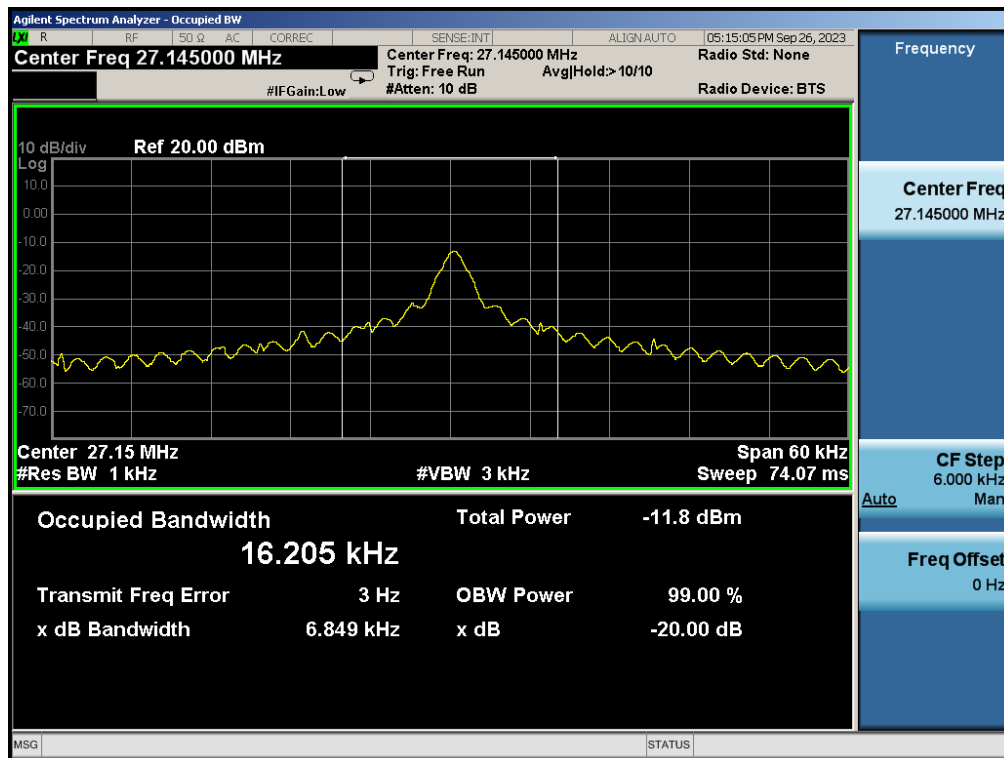 Agilent Spectrum Analyzer - Occupied BW
LXI R RF 50 Ω AC CORREC SENSE:INT ALIGN AUTO 05:15:05 PM Sep 26, 2023
Center Freq 27.145000 MHz
Center Freq: 27.145000 MHz Radio Std: None
Trig: Free Run Avg|Hold:> 10/10
#IFGain:Low #Atten: 10 dB Radio Device: BTS
10 dB/div Ref 20.00 dBm
Log
10.0
0.00
-10.0
-20.0
-30.0
-40.0
-50.0
-60.0
-70.0
Center 27.15 MHz Span 60 kHz
#Res BW 1 kHz #VBW 3 kHz Sweep 74.07 ms
Occupied Bandwidth Total Power -11.8 dBm
16.205 kHz
Transmit Freq Error 3 Hz OBW Power 99.00 %
x dB Bandwidth 6.849 kHz x dB -20.00 dB
MSG STATUS
Frequency
Center Freq
27.145000 MHz
CF Step
6.000 kHz
Auto Man
Freq Offset
0 Hz